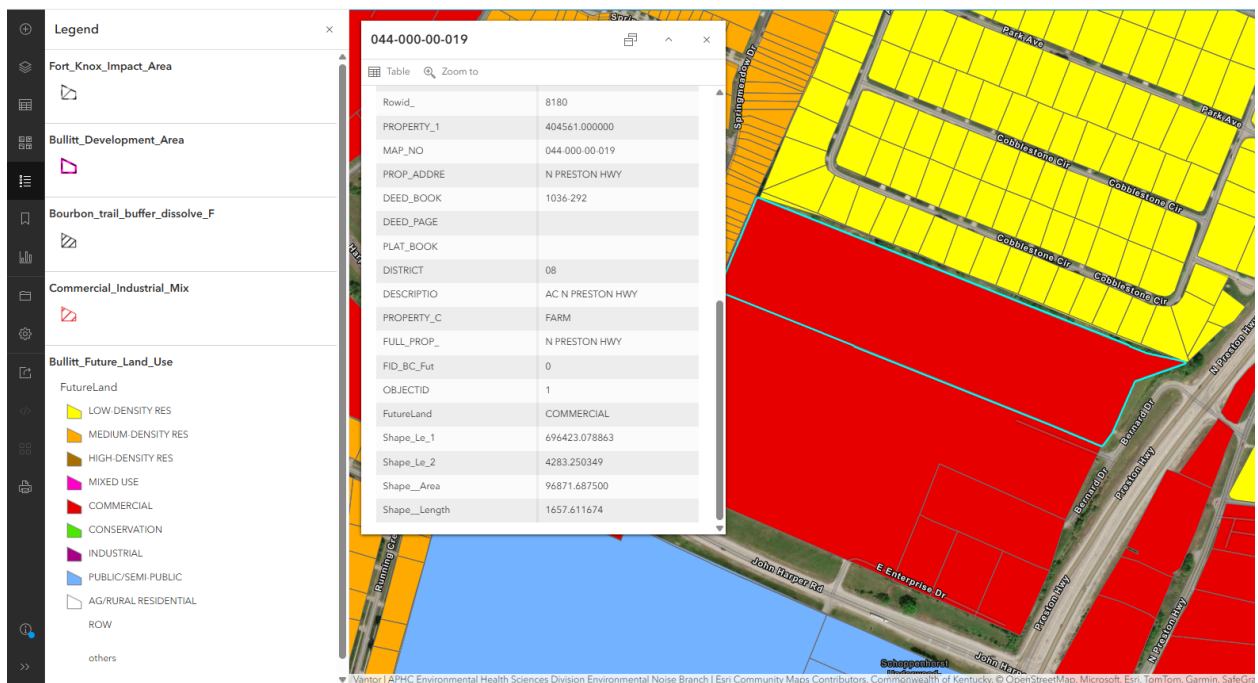 Legend
Fort_Knox_Impact_Area
Bullitt_Development_Area
Bourbon_trail_buffer_dissolve_F
Commercial_Industrial_Mix
Bullitt_Future_Land_Use
FutureLand
LOW-DENSITY RES
MEDIUM-DENSITY RES
HIGH-DENSITY RES
MIXED USE
COMMERCIAL
CONSERVATION
INDUSTRIAL
PUBLIC/SEMI-PUBLIC
AG/RURAL RESIDENTIAL
ROW
others
044-000-00-019
Table Zoom to
Rowid_ 8180
PROPERTY_1 404561.000000
MAP_NO 044-000-00-019
PROP_ADDRE N PRESTON HWY
DEED_BOOK 1036-292
DEED_PAGE
PLAT_BOOK
DISTRICT 08
DESCRIPTIO AC N PRESTON HWY
PROPERTY_C FARM
FULL_PROP_ N PRESTON HWY
FID_BC_Fut 0
OBJECTID 1
FutureLand COMMERCIAL
Shape_Le_1 696423.078863
Shape_Le_2 4283.250349
Shape__Area 96871.687500
Shape__Length 1657.611674
Springmeadow Dr
Park Ave
Park Ave
Cobblestone Cir
Cobblestone Cir
Cobblestone Cir
Cobblestone Cir
N Preston Hwy
Bernard Dr
Preston Hwy
Bernard Dr
Preston Hwy
N Preston Hwy
Running Cre
John Harper Rd
E Enterprise Dr
Schoppenhorst
John Har
Vantor | APHC Environmental Health Sciences Division Environmental Noise Branch | Esri Community Maps Contributors, Commonwealth of Kentucky, © OpenStreetMap, Microsoft, Esri, TomTom, Garmin, SafeGra